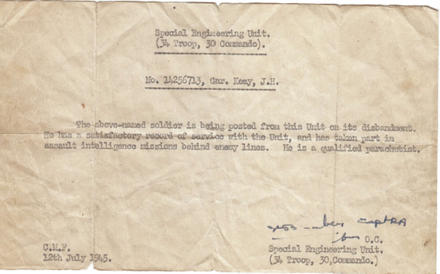 Special Engineering Unit.
(34 Troop, 30 Commando).
No. 14256713, Gnr. Keay, J.H.
The above-named soldier is being posted from this Unit on its disbandment.
He has a satisfactory record of service with the Unit, and has taken part in
assault intelligence missions behind enemy lines. He is a qualified parachutist.
O.C.
C.M.F. Special Engineering Unit
12th July 1945. (34 Troop, 30,Commando.)